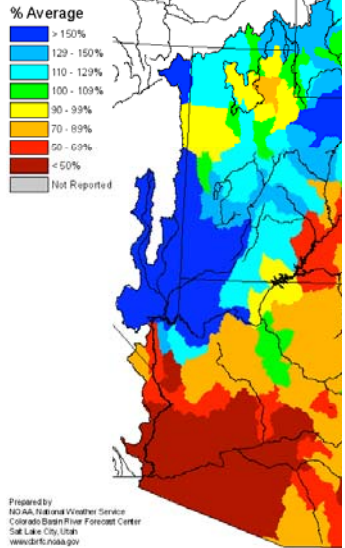 % Average
> 150%
129 - 150%
110 - 129%
100 - 109%
90 - 99%
70 - 89%
50 - 69%
< 50%
Not Reported
Prepared by
NOAA, National Weather Service
Colorado Basin River Forecast Center
Salt Lake City, Utah
www.cbrfc.noaa.gov